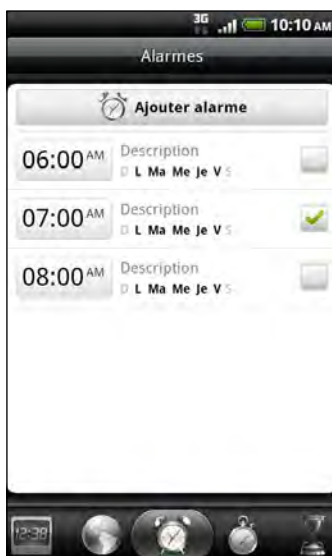 3G 10:10 AM
Alarmes
Ajouter alarme
06:00 AM Description
D L Ma Me Je V S
07:00 AM Description
D L Ma Me Je V S
08:00 AM Description
D L Ma Me Je V S
12:38